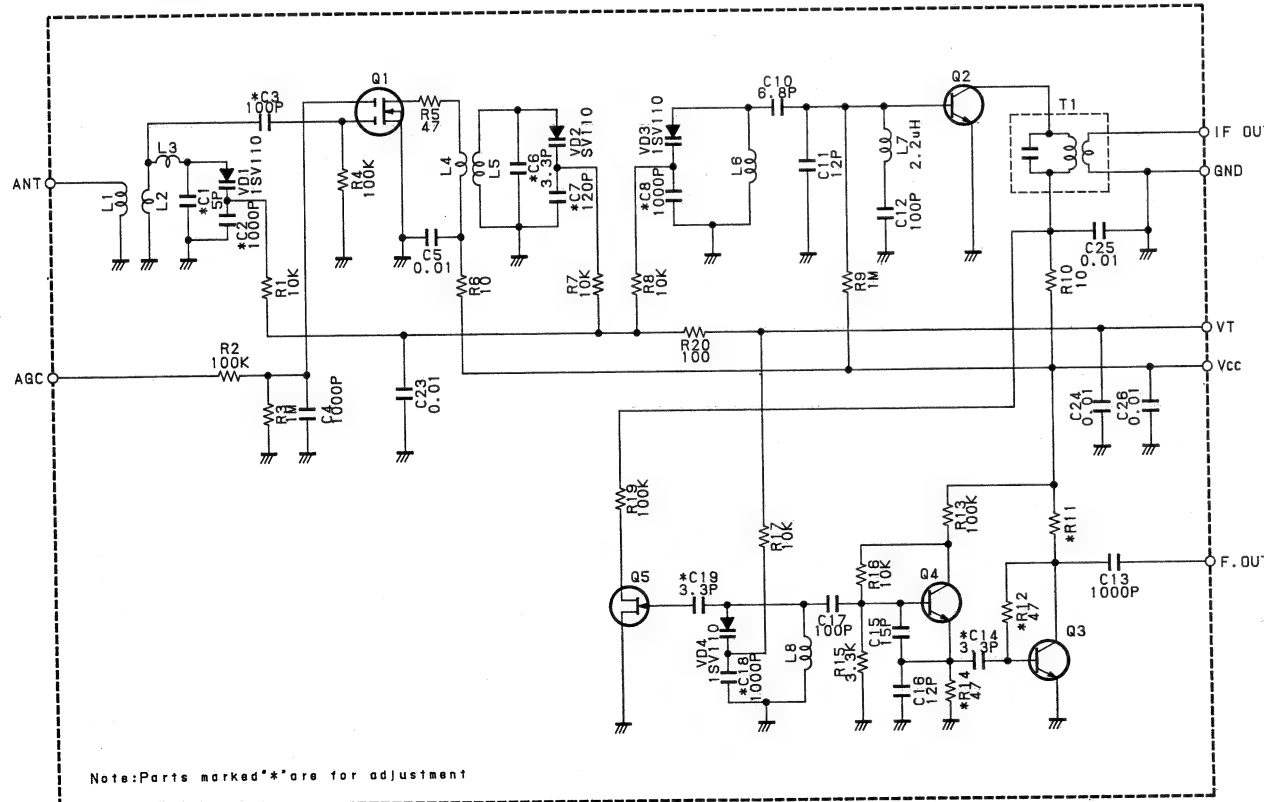 Q1
*C3
100P
R5
47
L3
ANT
L1
L2
*C1
5P
VD1
1SV110
*C2
1000P
R4
100K
L4
L5
*C6
3.3P
VD2
SV110
*C7
120P
C5
0.01
R1
10K
R6
10
R7
10K
R8
10K
VD3
1SV110
*C8
1000P
L6
C10
6.8P
C11
12P
L7
2.2uH
C12
100P
R9
1M
Q2
T1
IF OUT
GND
C25
0.01
R10
10
VT
R20
100
Vcc
R2
100K
AGC
R3
1M
C4
1000P
C23
0.01
C24
0.01
C26
0.01
R19
100K
R17
10K
R13
100K
*R11
Q5
*C19
3.3P
VD4
1SV110
*C18
1000P
L8
C17
100P
R16
10K
R15
3.3K
C15
15P
Q4
C16
12P
*R14
47
*C14
3.3P
*R12
47
Q3
C13
1000P
F.OUT
Note:Parts marked"*"are for adjustment